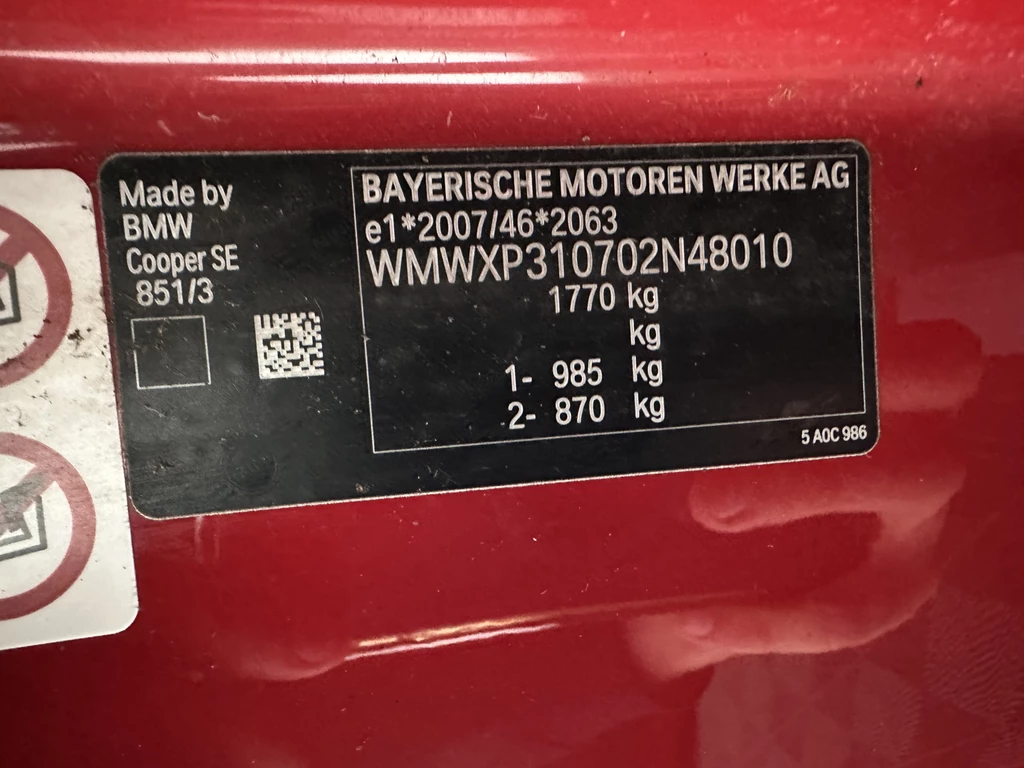 Made by
BMW
Cooper SE
851/3
BAYERISCHE MOTOREN WERKE AG
e1*2007/46*2063
WMWXP310702N48010
1770 kg
kg
1- 985 kg
2- 870 kg
5 A0C 986